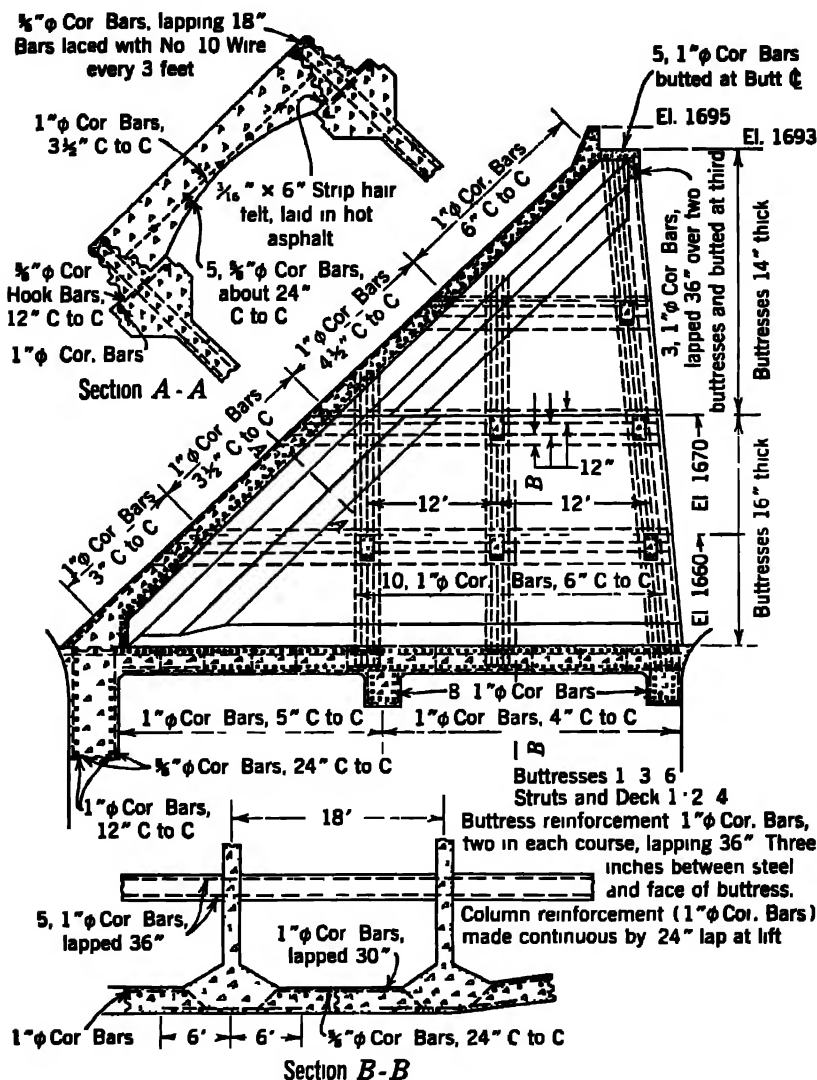 ⅝"φ Cor Bars, lapping 18"
Bars laced with No 10 Wire
every 3 feet
1"φ Cor Bars,
3½" C to C
3/16" × 6" Strip hair
felt, laid in hot
asphalt
⅝"φ Cor
Hook Bars,
12" C to C
1"φ Cor. Bars
5, ⅝"φ Cor Bars,
about 24"
C to C
Section A-A
5, 1"φ Cor Bars
butted at Butt ℄
El. 1695
El. 1693
1"φ Cor. Bars
6" C to C
1"φ Cor Bars
4½" C to C
1"φ Cor Bars
3½" C to C
1"φ Cor Bars
3" C to C
A
A
3, 1"φ Cor Bars,
lapped 36" over two
buttresses and butted at third
Buttresses 14" thick
Buttresses 16" thick
El 1670
El 1660
12"
B
12'
12'
10, 1"φ Cor Bars, 6" C to C
8 1"φ Cor Bars
1"φ Cor Bars, 5" C to C
1"φ Cor Bars, 4" C to C
⅝"φ Cor Bars, 24" C to C
1"φ Cor Bars,
12" C to C
B
Buttresses 1 3 6
Struts and Deck 1·2 4
Buttress reinforcement 1"φ Cor. Bars,
two in each course, lapping 36" Three
inches between steel
and face of buttress.
Column reinforcement (1"φ Cor. Bars)
made continuous by 24" lap at lift
18'
5, 1"φ Cor Bars,
lapped 36"
1"φ Cor Bars,
lapped 30"
1"φ Cor Bars
6'
6'
⅝"φ Cor Bars, 24" C to C
Section B-B